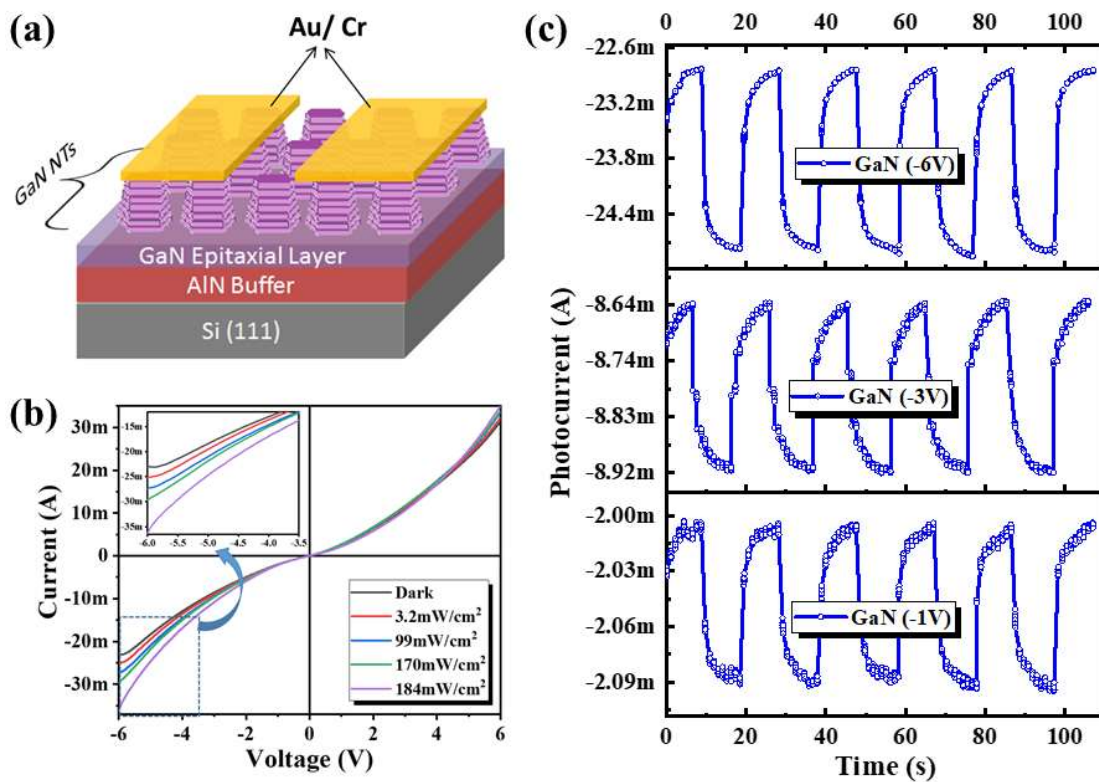 (a)
Au/ Cr
GaN NTs
GaN Epitaxial Layer
AlN Buffer
Si (111)
(b)
Current (A)
30m
20m
10m
0
-10m
-20m
-30m
-6
-4
-2
0
2
4
6
Voltage (V)
-15m
-20m
-25m
-30m
-35m
-6.0
-5.5
-5.0
-4.5
-4.0
-3.5
Dark
3.2mW/cm²
99mW/cm²
170mW/cm²
184mW/cm²
(c)
0 20 40 60 80 100
-22.6m
-23.2m
-23.8m
-24.4m
GaN (-6V)
Photocurrent (A)
-8.64m
-8.74m
-8.83m
-8.92m
GaN (-3V)
-2.00m
-2.03m
-2.06m
-2.09m
GaN (-1V)
0 20 40 60 80 100
Time (s)